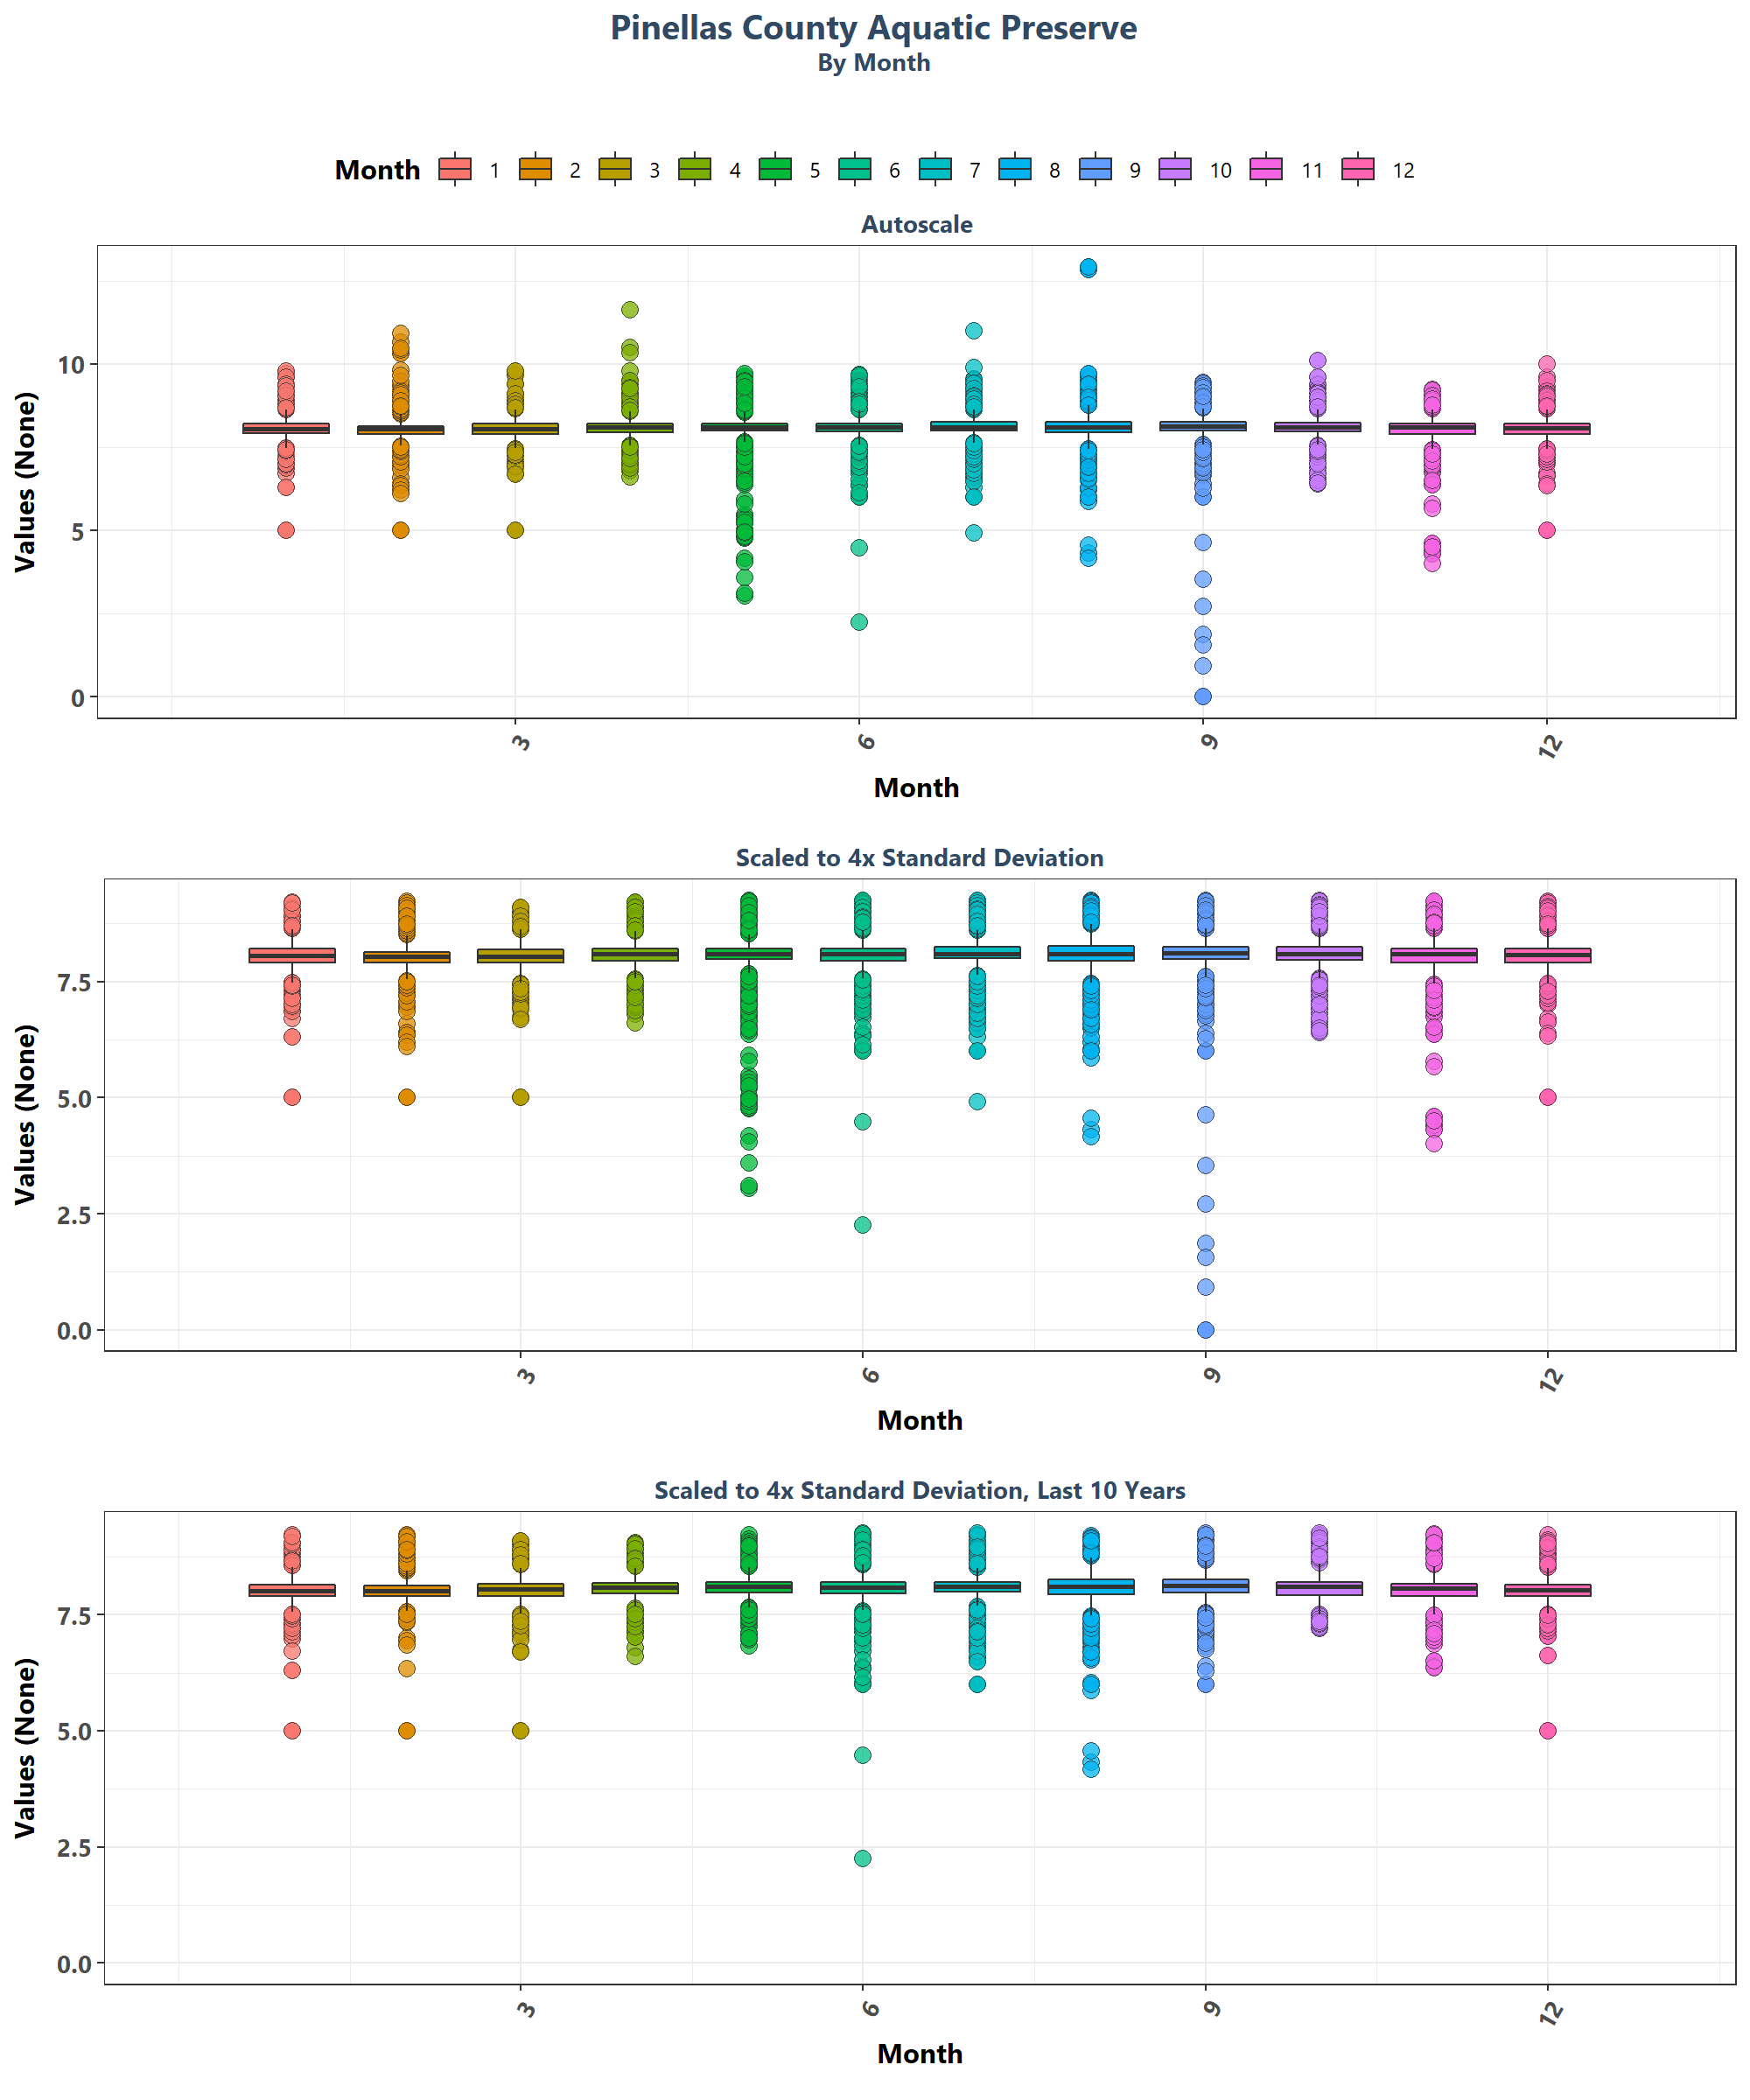 Pinellas County Aquatic Preserve
By Month
Month 1 2 3 4 5 6 7 8 9 10 11 12
Autoscale
Values (None)
10
5
0
3 6 9 12
Month
Scaled to 4x Standard Deviation
Values (None)
7.5
5.0
2.5
0.0
3 6 9 12
Month
Scaled to 4x Standard Deviation, Last 10 Years
Values (None)
7.5
5.0
2.5
0.0
3 6 9 12
Month